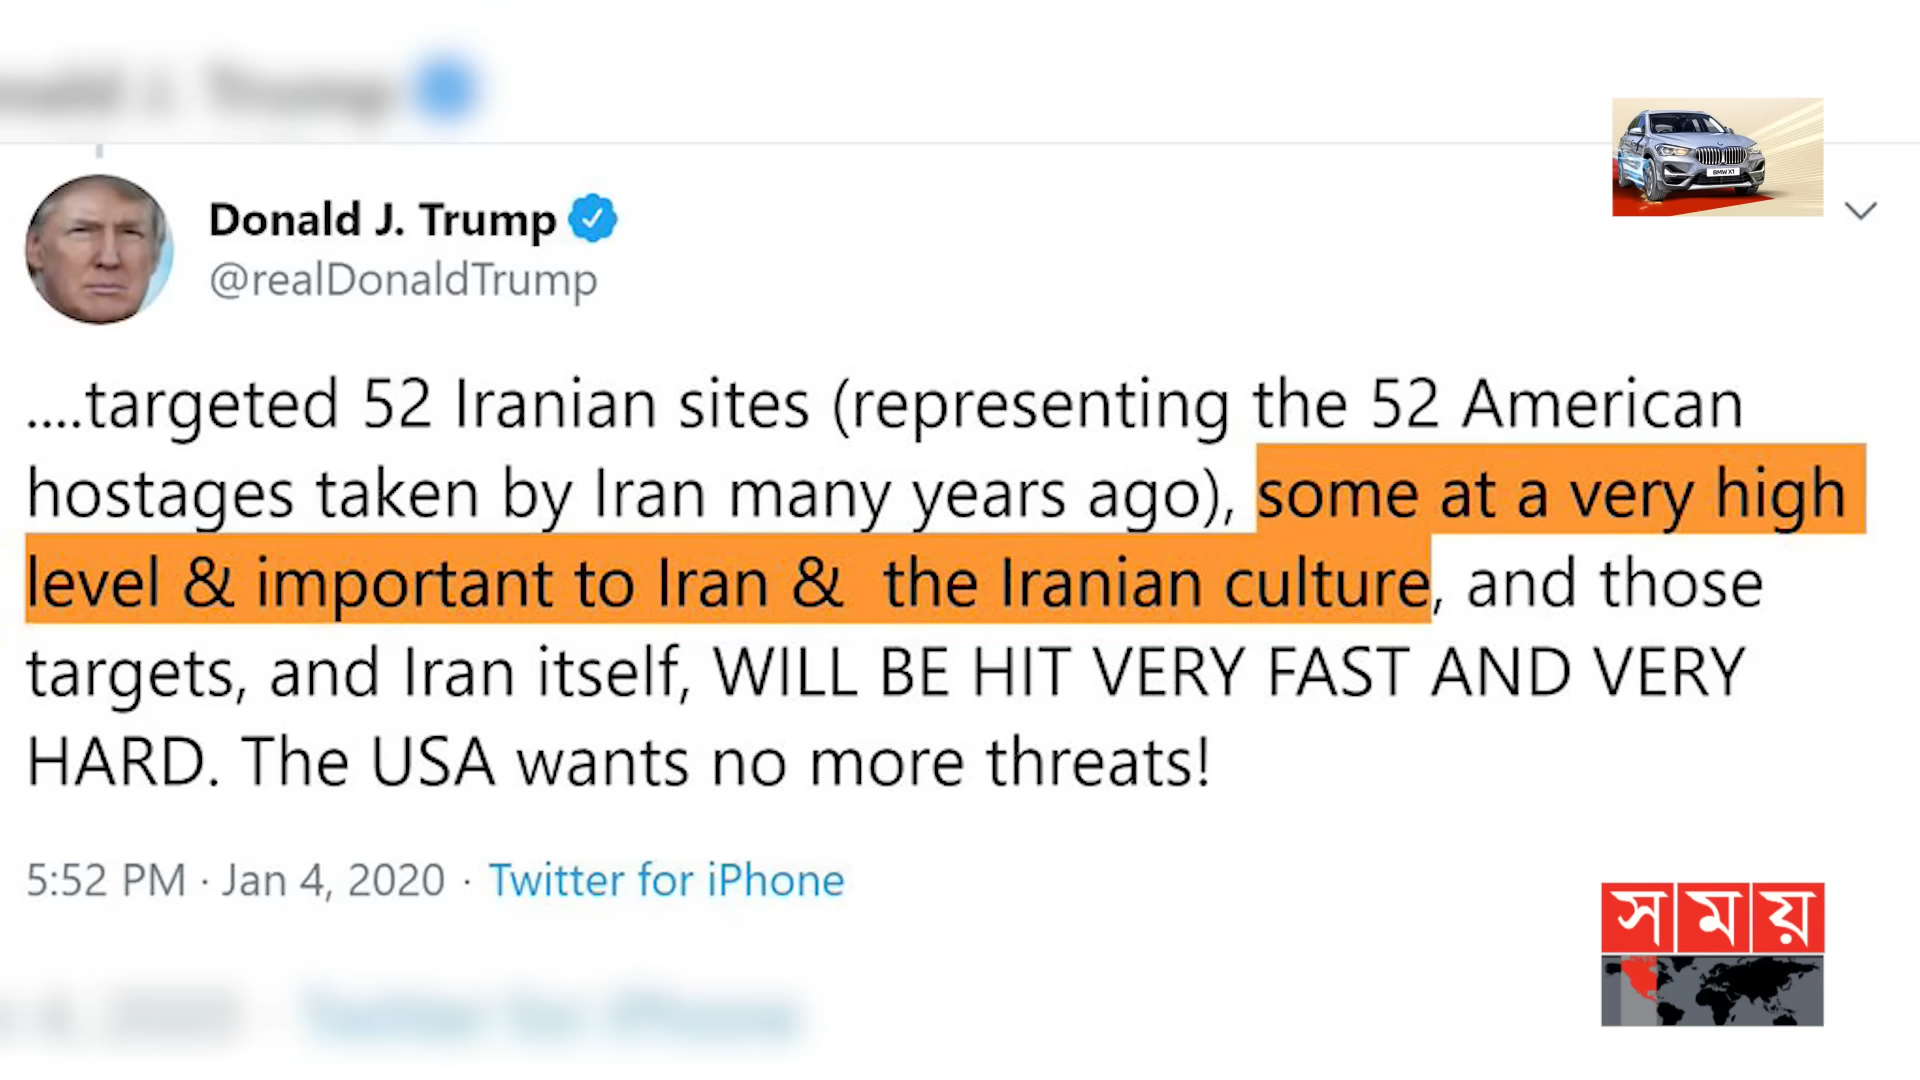 Donald J. Trump
@realDonaldTrump
....targeted 52 Iranian sites (representing the 52 American
hostages taken by Iran many years ago), some at a very high
level & important to Iran &  the Iranian culture, and those
targets, and Iran itself, WILL BE HIT VERY FAST AND VERY
HARD. The USA wants no more threats!
5:52 PM · Jan 4, 2020 · Twitter for iPhone
BMW X1
সময়